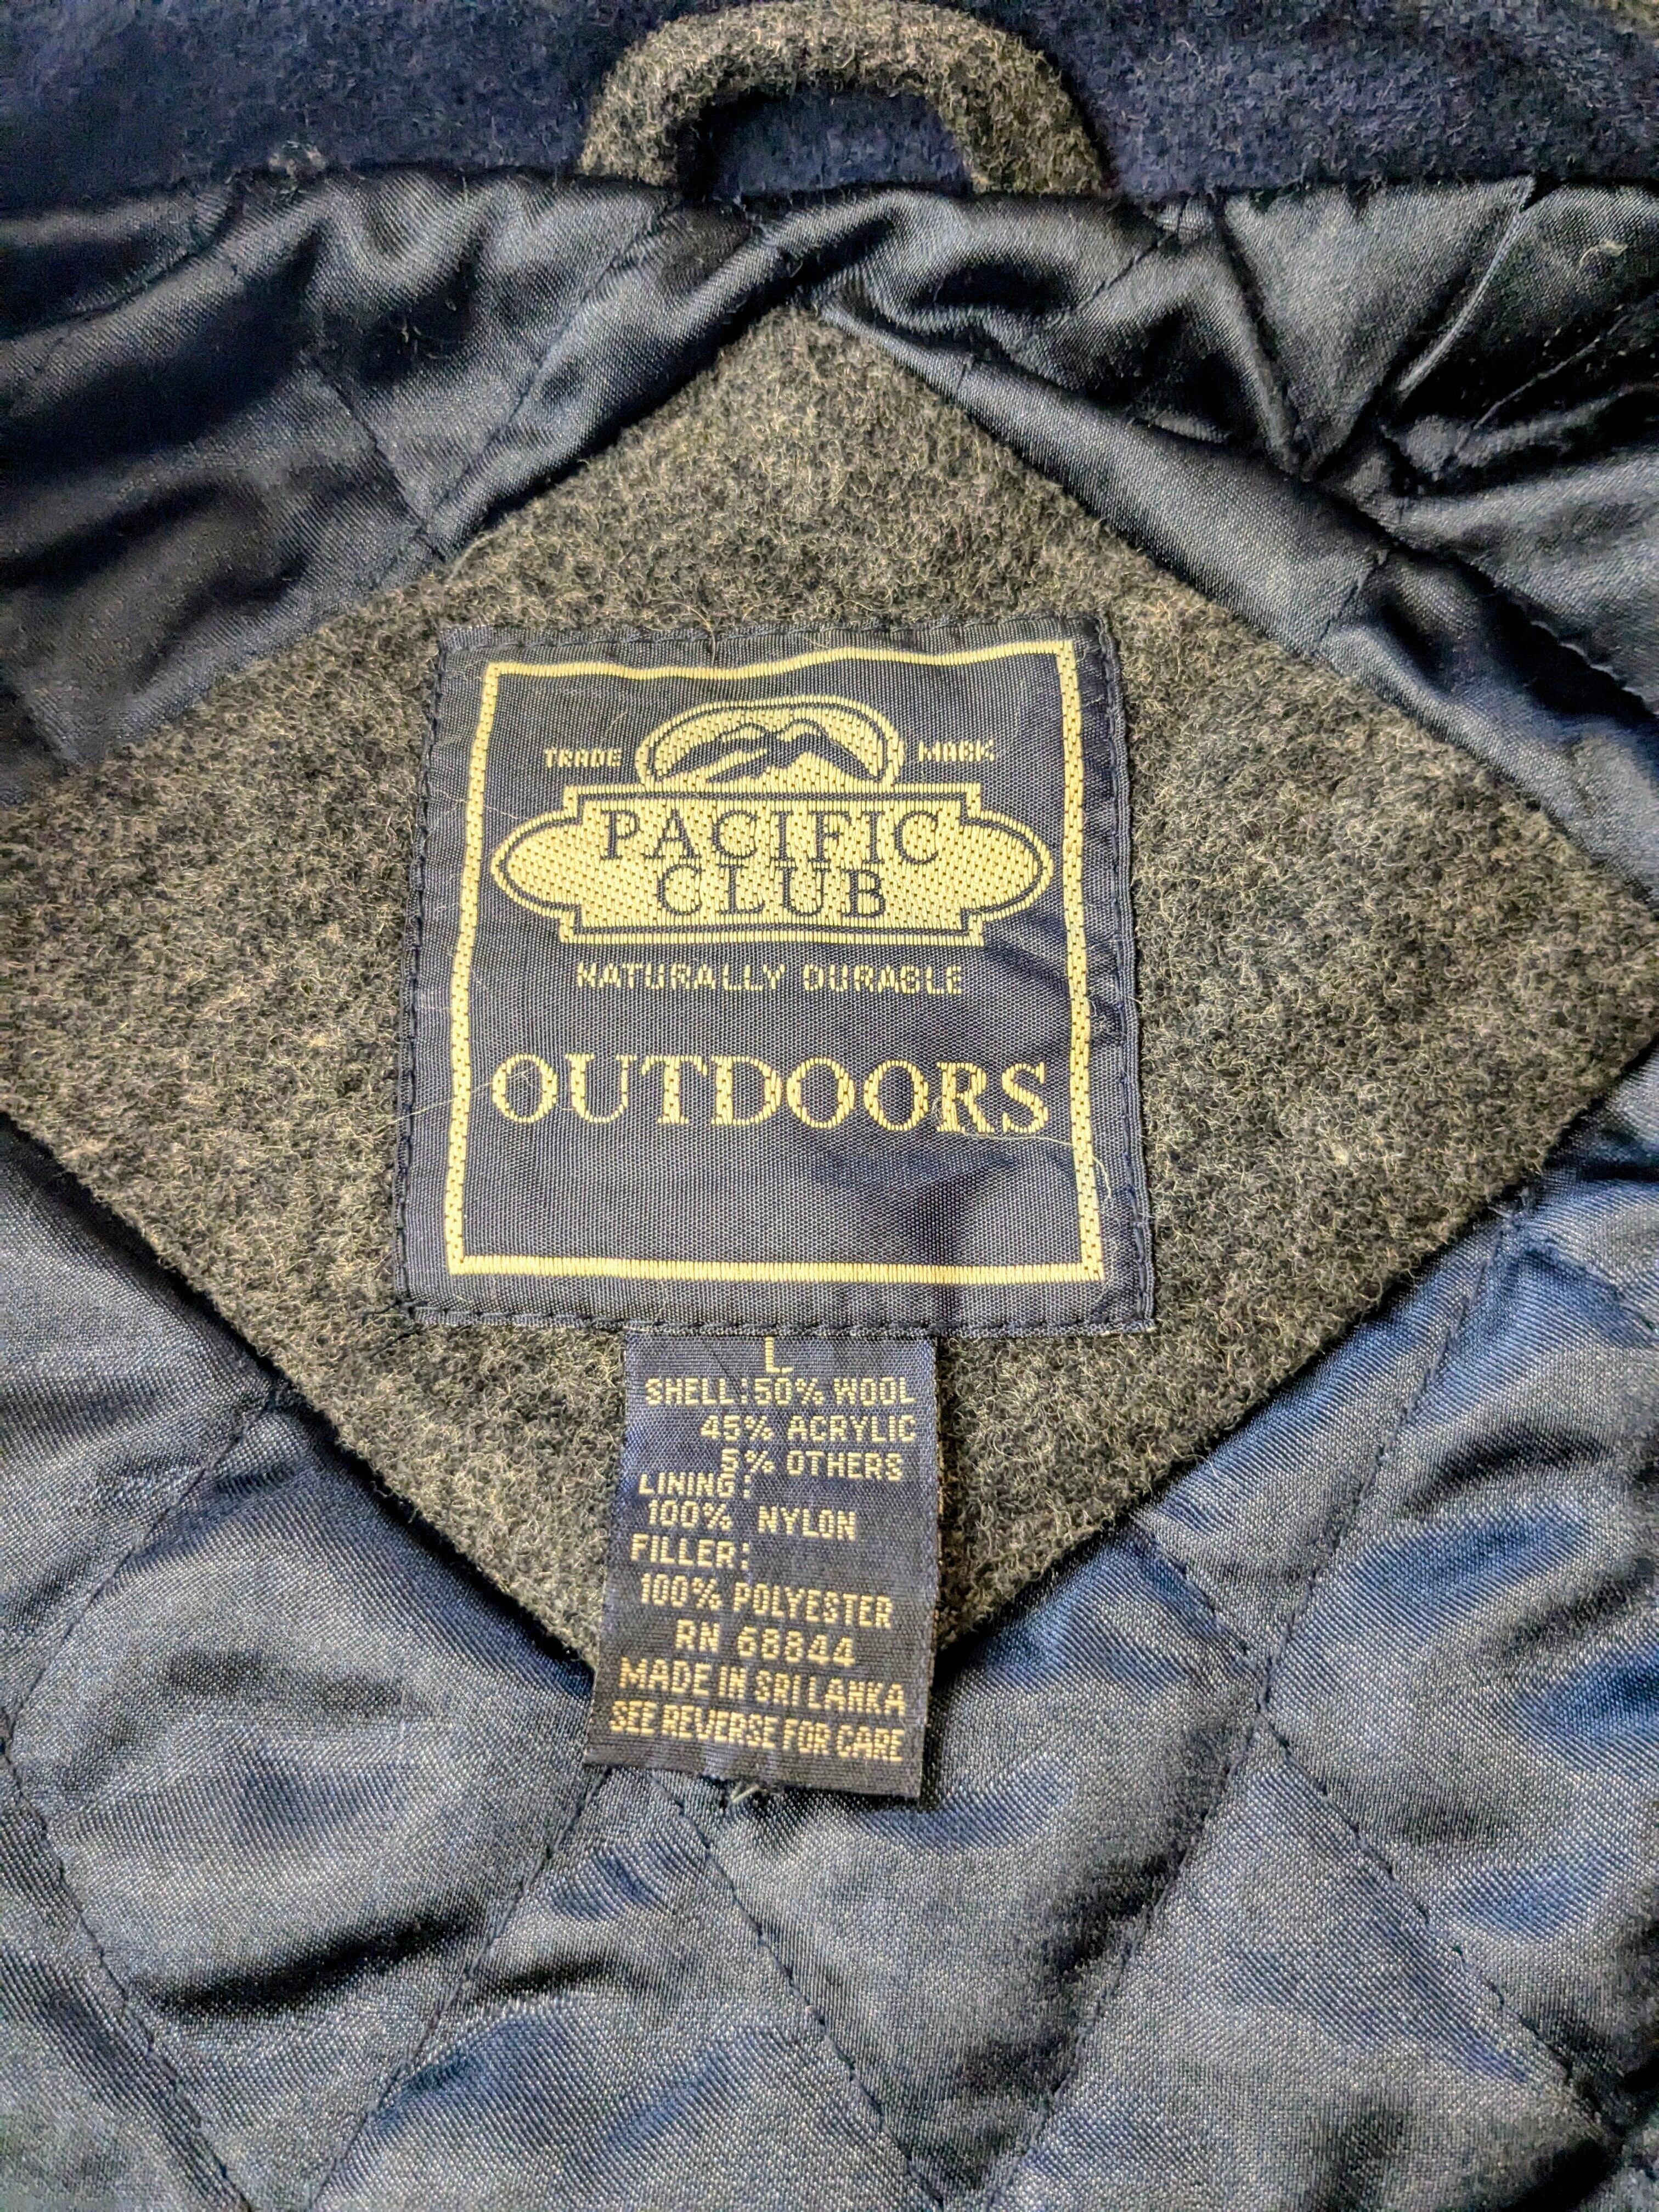 TRADE MARK
PACIFIC
CLUB
NATURALLY DURABLE
OUTDOORS
L
SHELL: 50% WOOL
45% ACRYLIC
5% OTHERS
LINING:
100% NYLON
FILLER:
100% POLYESTER
RN 68844
MADE IN SRI LANKA
SEE REVERSE FOR CARE